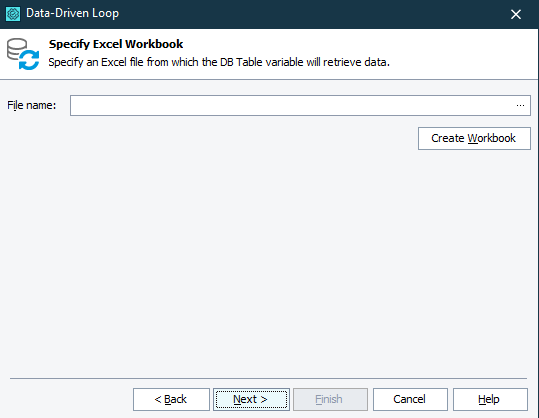 Data-Driven Loop
Specify Excel Workbook
Specify an Excel file from which the DB Table variable will retrieve data.
File name:
...
Create Workbook
< Back
Next >
Finish
Cancel
Help